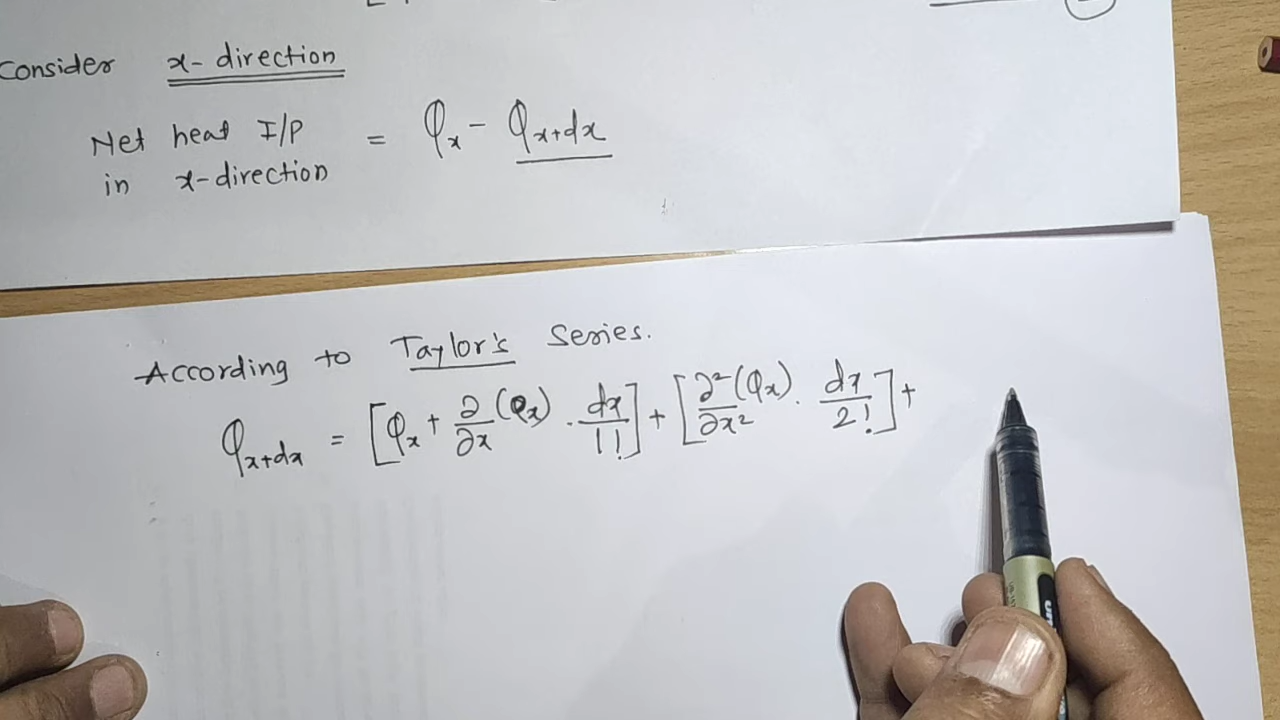 Consider x-direction
Net heat I/P in x-direction = Qx - Qx+dx
According to Taylor's Series.
Qx+dx = [Qx + ∂/∂x (Qx) . dx/1!] + [∂²/∂x² (Qx) . dx/2!] +